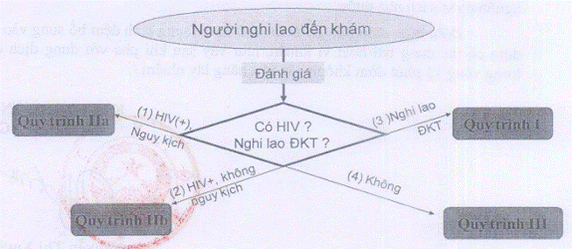 Người nghi lao đến khám
Đánh giá
(1) HIV(+),
Nguy kịch
Có HIV ?
Nghi lao ĐKT ?
(3 )Nghi lao
ĐKT
Quy trình IIa
Quy trình I
(2) HIV+, không
nguy kịch
(4) Không
Quy trình IIb
Quy trình III